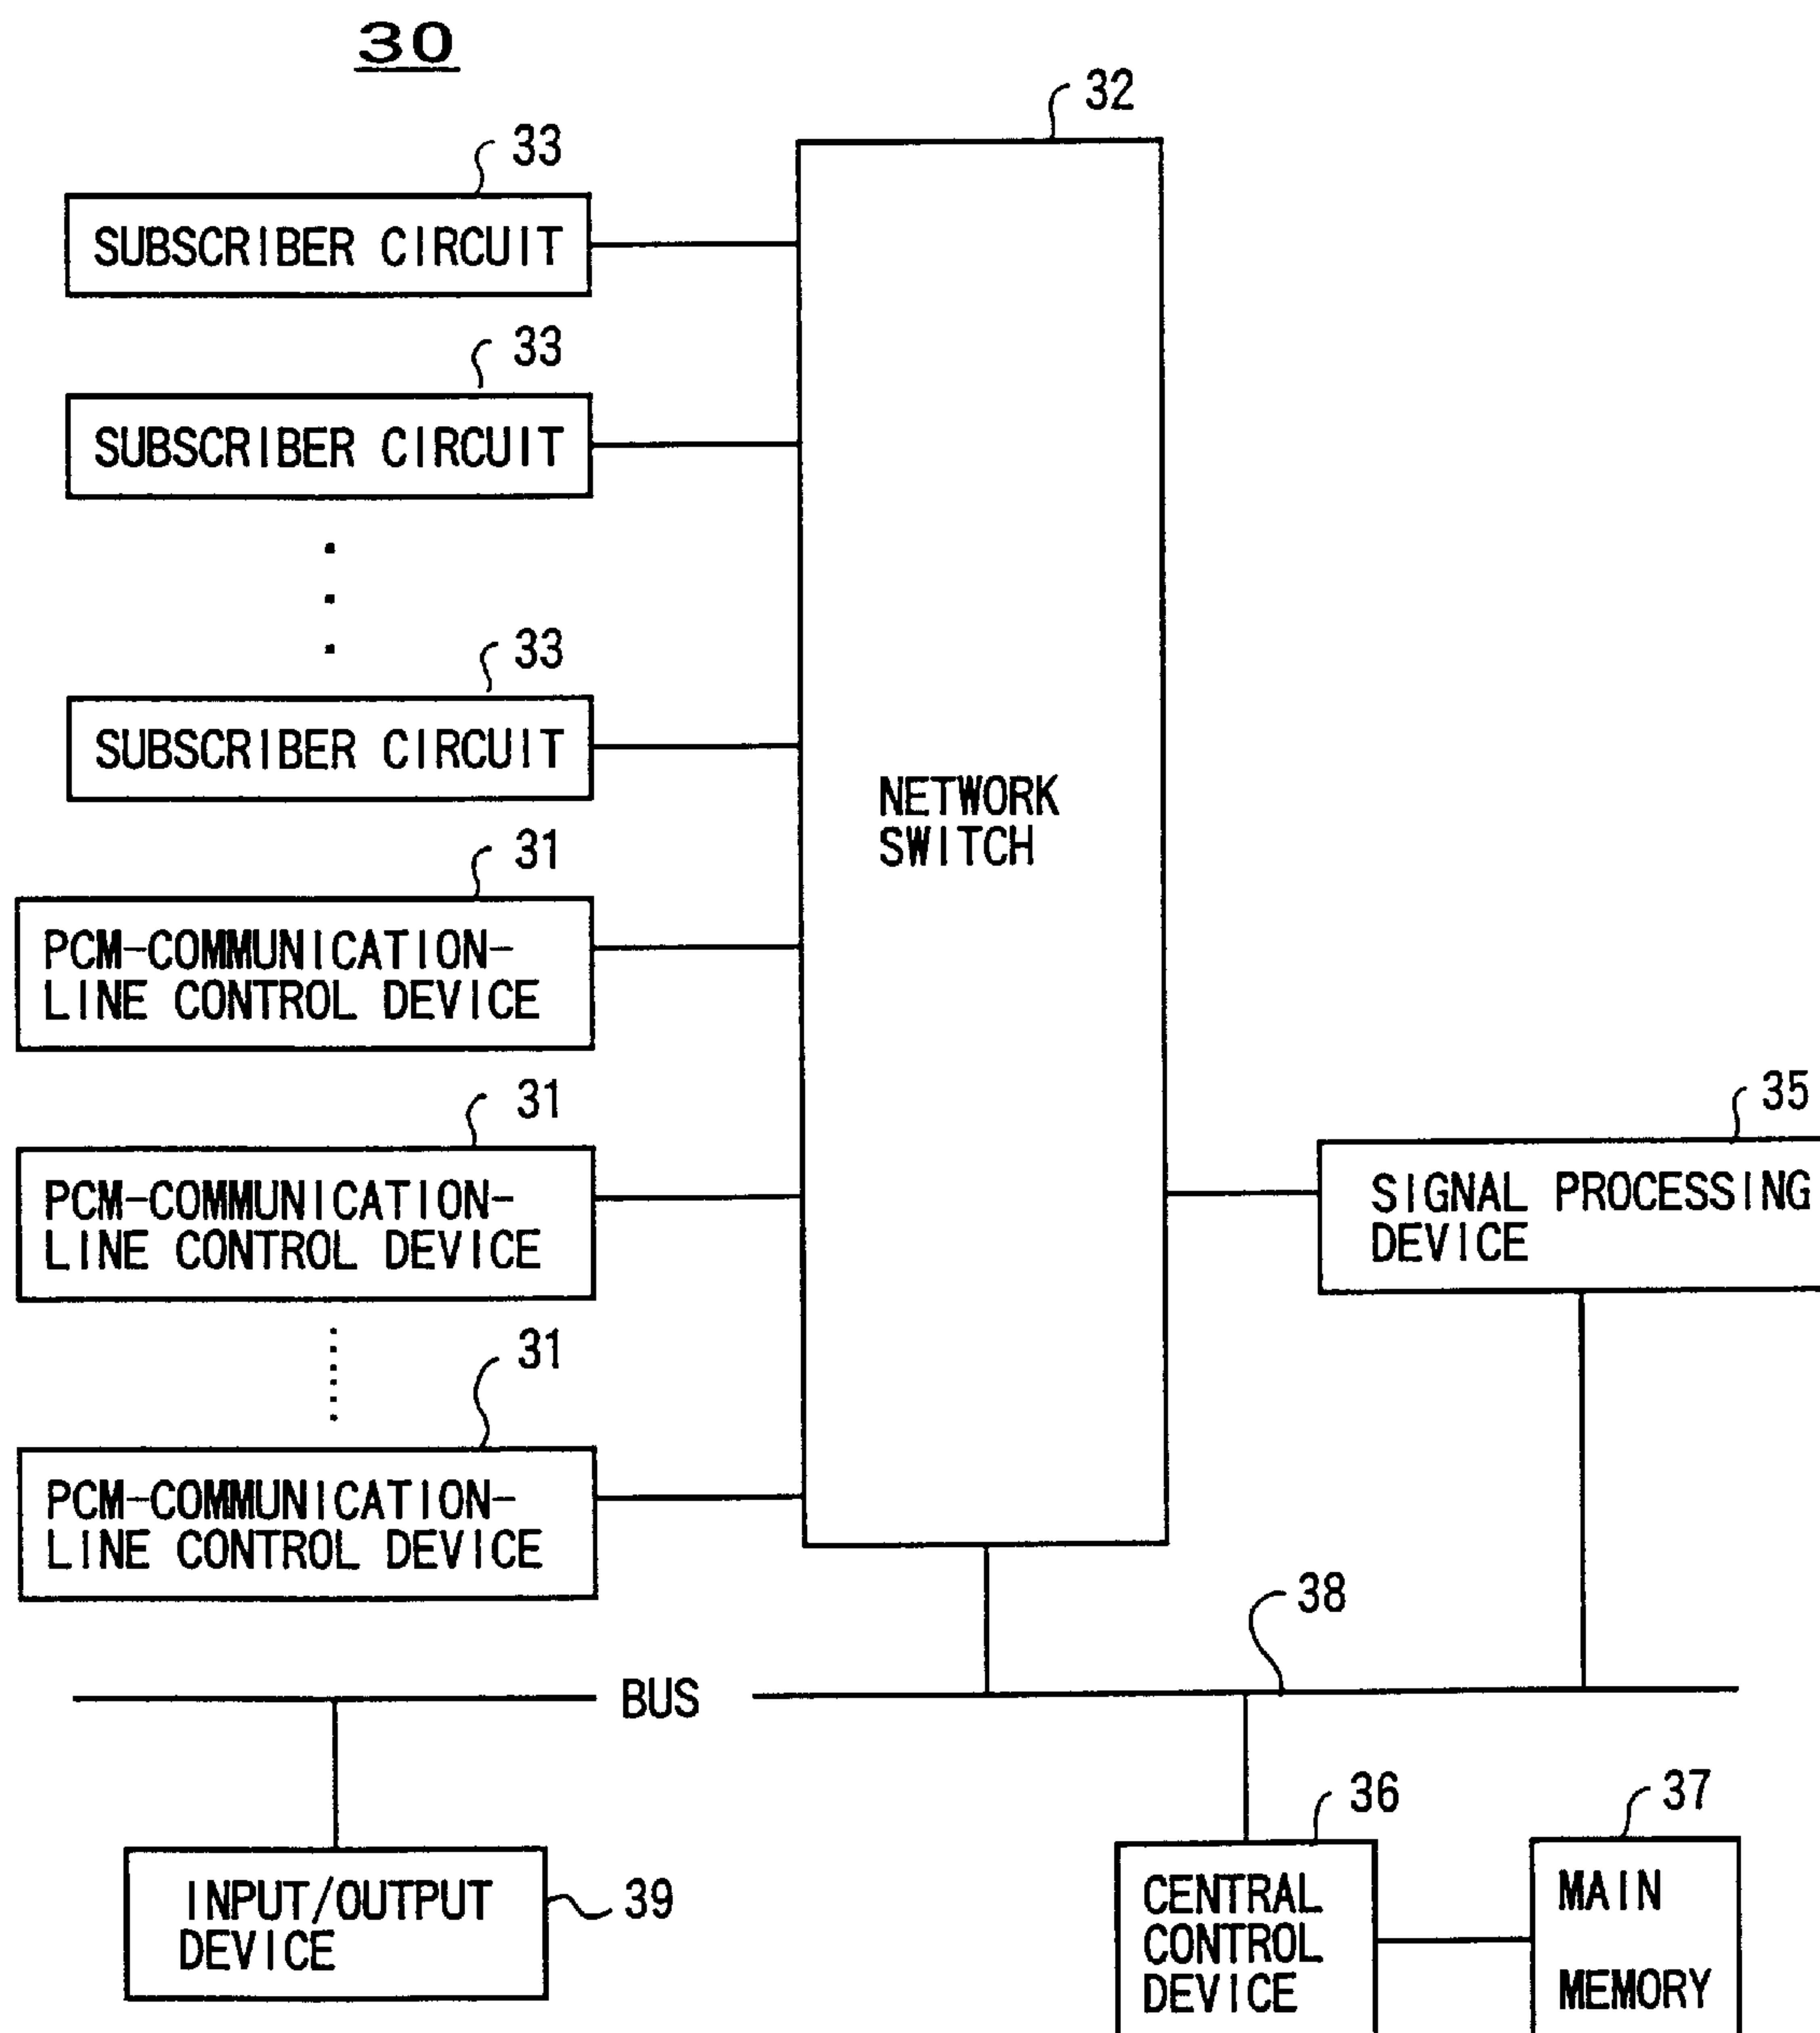 30
32
33
SUBSCRIBER CIRCUIT
33
SUBSCRIBER CIRCUIT
33
SUBSCRIBER CIRCUIT
NETWORK
SWITCH
31
PCM-COMMUNICATION-
LINE CONTROL DEVICE
31
PCM-COMMUNICATION-
LINE CONTROL DEVICE
35
SIGNAL PROCESSING
DEVICE
31
PCM-COMMUNICATION-
LINE CONTROL DEVICE
38
BUS
36
37
INPUT/OUTPUT
DEVICE
39
CENTRAL
CONTROL
DEVICE
MAIN
MEMORY